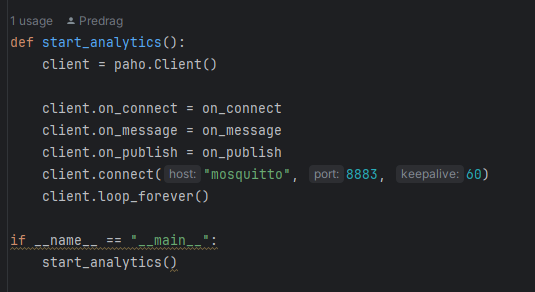 1 usage Predrag
def start_analytics():
    client = paho.Client()
    client.on_connect = on_connect
    client.on_message = on_message
    client.on_publish = on_publish
    client.connect(host: "mosquitto", port: 8883, keepalive: 60)
    client.loop_forever()
if __name__ == "__main__":
    start_analytics()